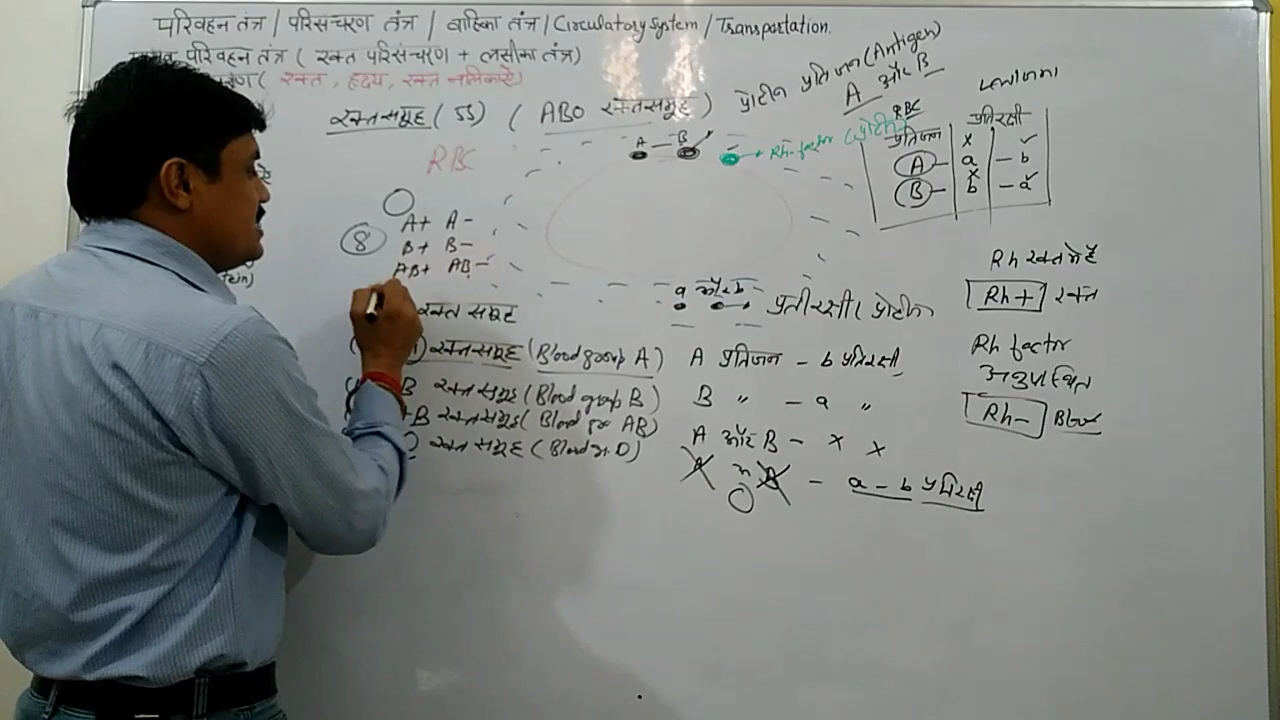 परिवहन तंत्र / परिसंचरण तंत्र / वाहिका तंत्र / Circulatory System / Transportation.
परिवहन तंत्र ( रक्त परिसंचरण + लसीका तंत्र)
( रक्त , हृदय, रक्त नलिकाएं)
रक्तसमूह ( ( ABO रक्तसमूह ) प्रोटीन प्रतिजन (Antigen)
A और B
RBC
A — B
Rh-factor (प्रोटीन)
RBC
प्रतिजन प्रतिरक्षी
x ✓
A — a — b
x ✓
B — b — a
A+ A-
8 B+ B-
AB+ AB-
a और b प्रतीरक्षी ( प्रोटीन
Rh रक्त में है
Rh+ रक्त
Rh factor
अनुपस्थित
Rh- Blood
रक्त समूह
रक्तसमूह (Blood group A) A प्रतिजन - b प्रतिरक्षी
B रक्तसमूह (Blood group B) B " - a "
B रक्तसमूह ( Blood gr AB) A और B - x x
रक्तसमूह (Blood gr. O) A न B - a - b प्रतिरक्षी
O